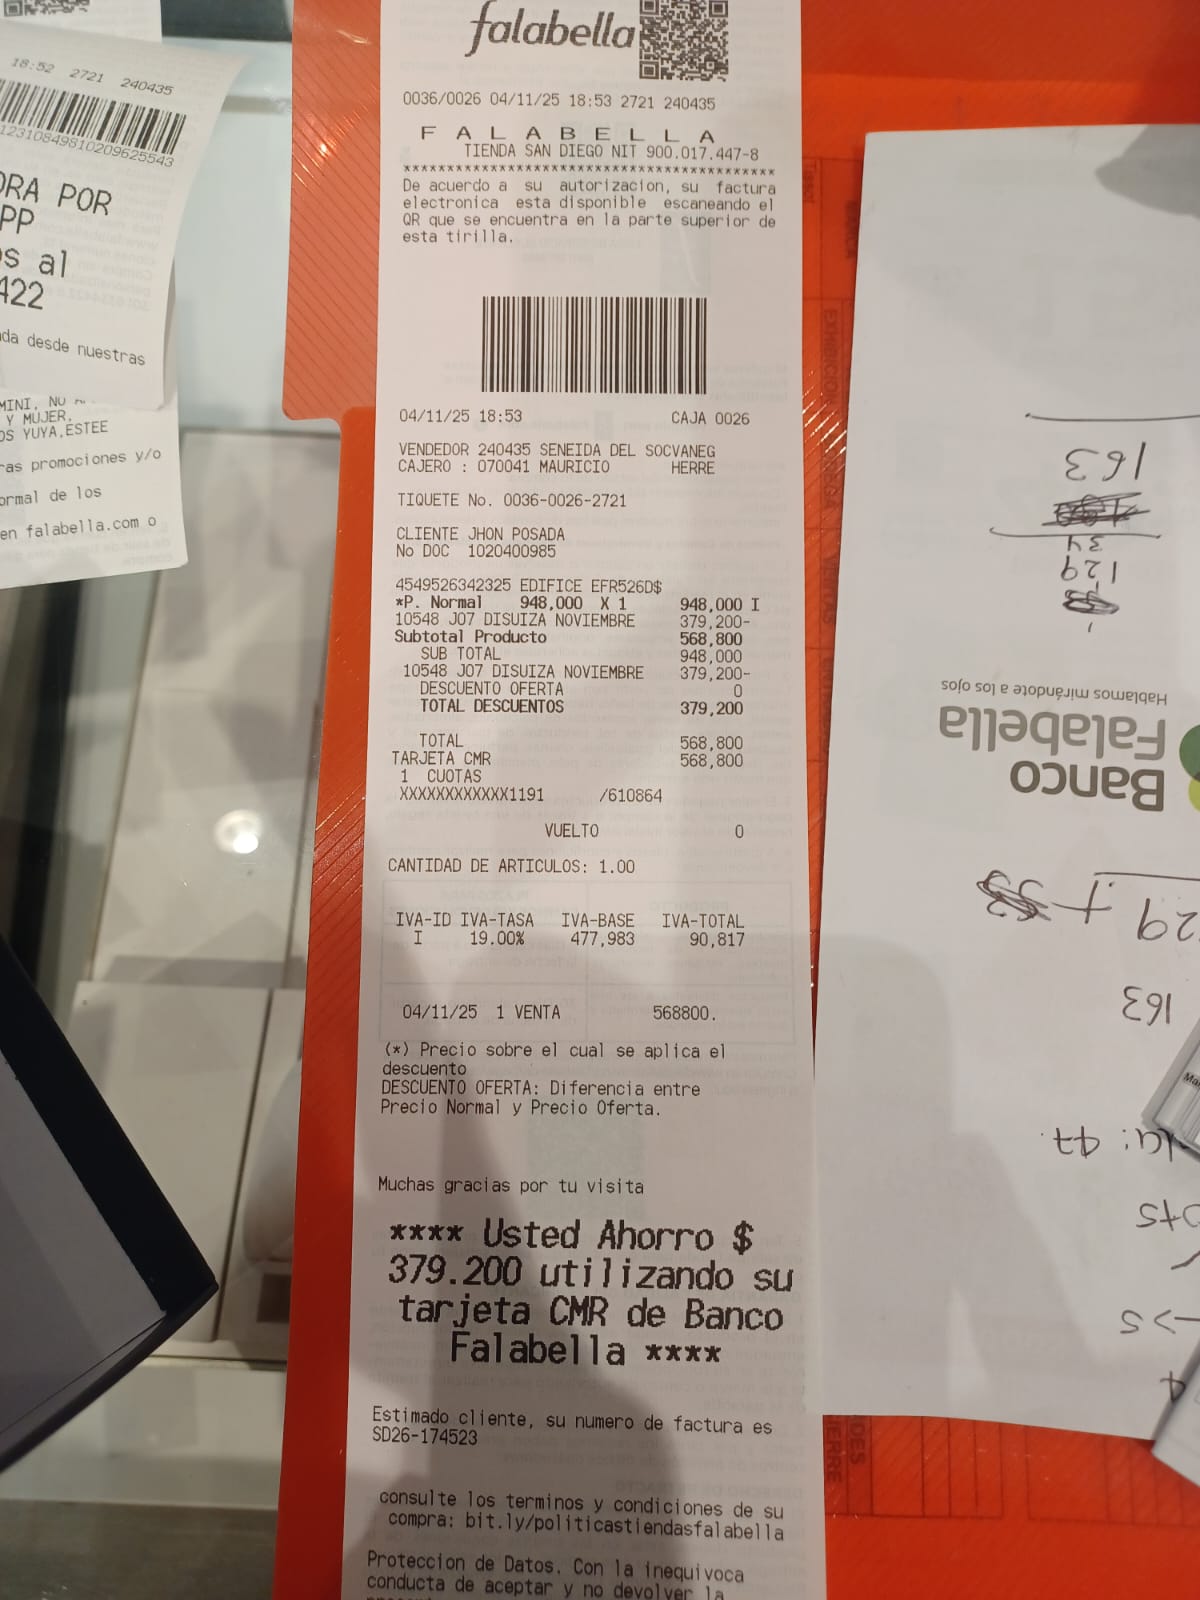 falabella
0036/0026 04/11/25 18:53 2721 240435
F A L A B E L L A
TIENDA SAN DIEGO NIT 900.017.447-8
******************************************
De acuerdo a su autorizacion, su factura
electronica esta disponible escaneando el
QR que se encuentra en la parte superior de
esta tirilla.
04/11/25 18:53 CAJA 0026
VENDEDOR 240435 SENEIDA DEL SOCVANEG
CAJERO : 070041 MAURICIO HERRE
TIQUETE No. 0036-0026-2721
CLIENTE JHON POSADA
No DOC 1020400985
4549526342325 EDIFICE EFR526D$
*P. Normal 948,000 X 1 948,000 I
10548 J07 DISUIZA NOVIEMBRE 379,200-
Subtotal Producto 568,800
SUB TOTAL 948,000
10548 J07 DISUIZA NOVIEMBRE 379,200-
DESCUENTO OFERTA 0
TOTAL DESCUENTOS 379,200
TOTAL 568,800
TARJETA CMR 568,800
1 CUOTAS
XXXXXXXXXXXX1191 /610864
VUELTO 0
CANTIDAD DE ARTICULOS: 1.00
IVA-ID IVA-TASA IVA-BASE IVA-TOTAL
I 19.00% 477,983 90,817
04/11/25 1 VENTA 568800.
(*) Precio sobre el cual se aplica el
descuento
DESCUENTO OFERTA: Diferencia entre
Precio Normal y Precio Oferta.
Muchas gracias por tu visita
**** Usted Ahorro $
379.200 utilizando su
tarjeta CMR de Banco
Falabella ****
Estimado cliente, su numero de factura es
SD26-174523
consulte los terminos y condiciones de su
compra: bit.ly/politicastiendasfalabella
Proteccion de Datos. Con la inequivoca
conducta de aceptar y no devolver la
18:52 2721 240435
12310849810209625543
ORA POR
PP
os al
422
da desde nuestras
MINI, NO
Y MUJER.
OS YUYA,ESTEE
ras promociones y/o
ormal de los
en falabella.com o
163
34
129
Banco
Falabella
Hablamos mirándote a los ojos
29 +
163
47